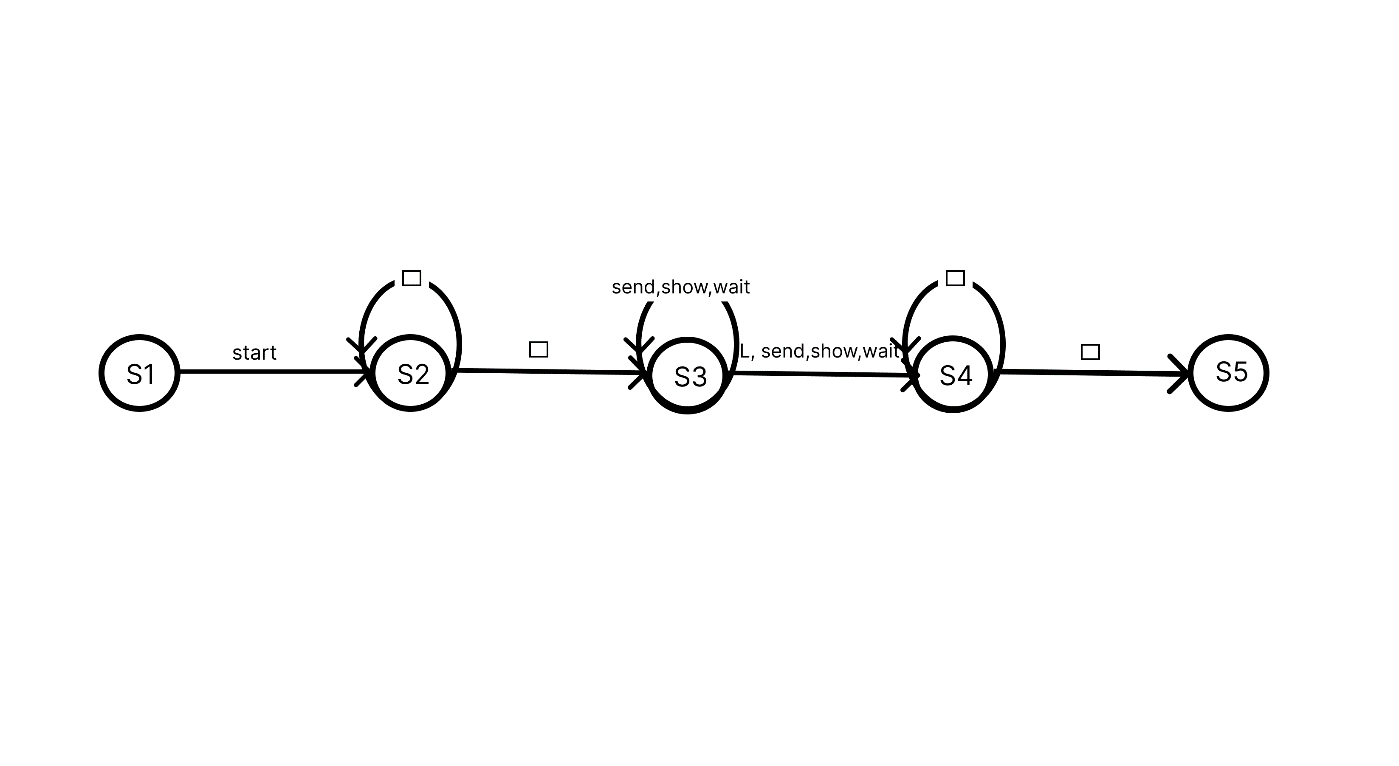 □
□
send,show,wait
start
□
L, send,show,wait
□
S1
S2
S3
S4
S5